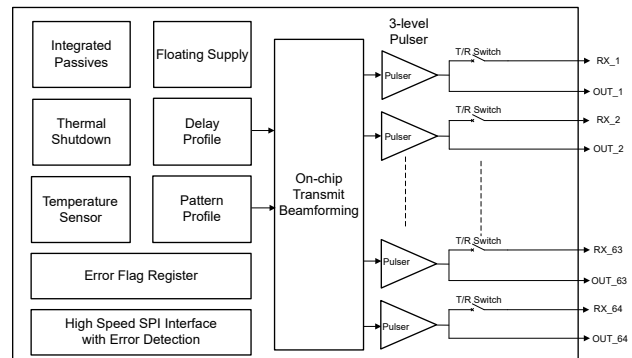 Integrated
Passives
Floating Supply
Thermal
Shutdown
Delay
Profile
Temperature
Sensor
Pattern
Profile
Error Flag Register
High Speed SPI Interface
with Error Detection
On-chip
Transmit
Beamforming
3-level
Pulser
Pulser
T/R Switch
RX_1
OUT_1
Pulser
T/R Switch
RX_2
OUT_2
Pulser
T/R Switch
RX_63
OUT_63
Pulser
T/R Switch
RX_64
OUT_64